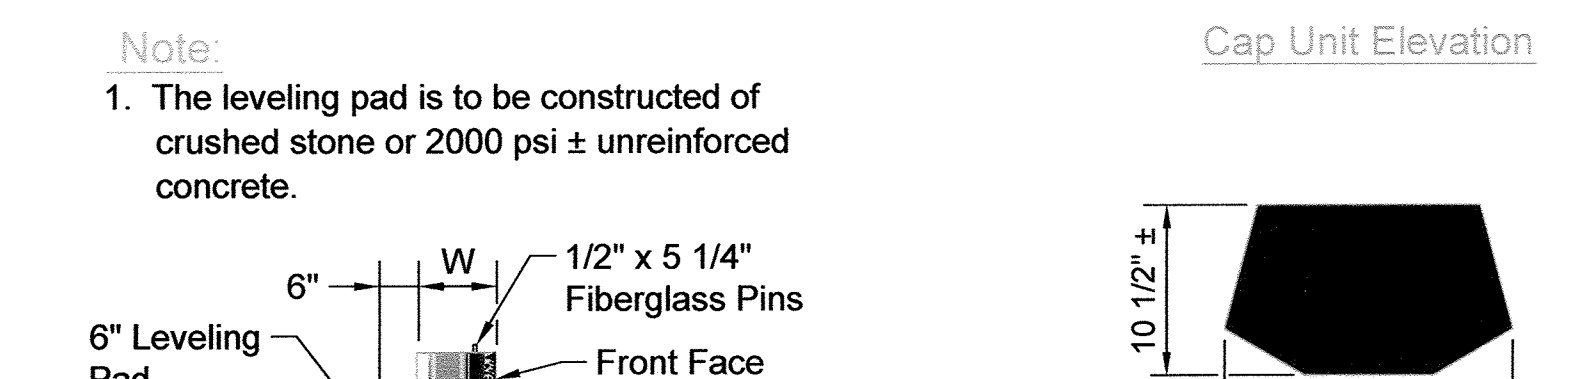 Note:
1. The leveling pad is to be constructed of
crushed stone or 2000 psi ± unreinforced
concrete.
Cap Unit Elevation
W
6"
1/2" x 5 1/4"
Fiberglass Pins
6" Leveling
Pad
Front Face
10 1/2" ±